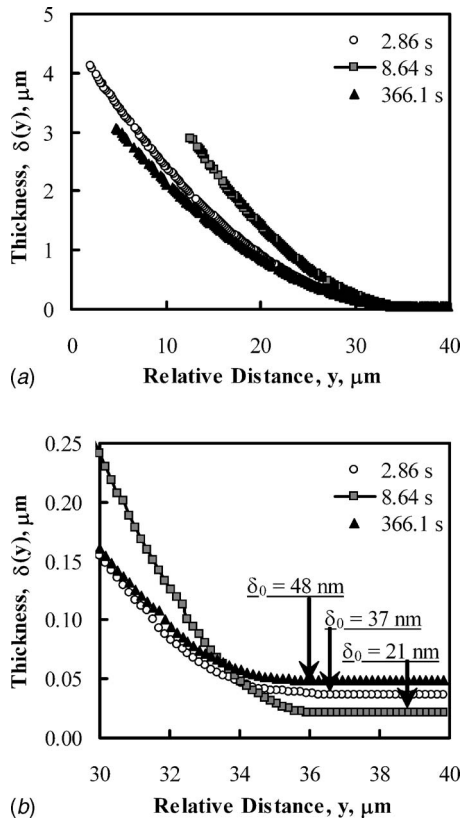 5
4
3
2
1
0
Thickness, δ(y), μm
2.86 s
8.64 s
366.1 s
0 10 20 30 40
Relative Distance, y, μm
(a)
0.25
0.20
0.15
0.10
0.05
0.00
Thickness, δ(y), μm
2.86 s
8.64 s
366.1 s
δ₀ = 48 nm
δ₀ = 37 nm
δ₀ = 21 nm
30 32 34 36 38 40
Relative Distance, y, μm
(b)